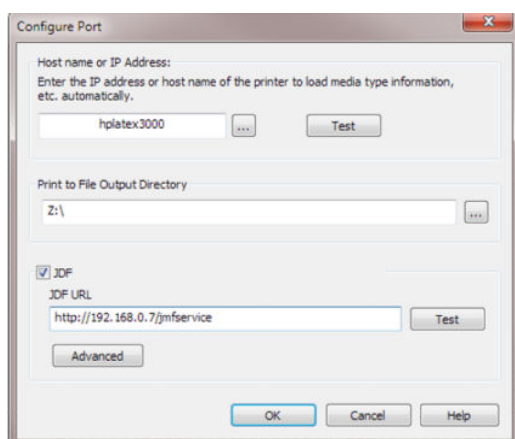 Configure Port
Host name or IP Address:
Enter the IP address or host name of the printer to load media type information,
etc. automatically.
hplatex3000 ... Test
Print to File Output Directory
Z:\ ...
JDF
JDF URL
http://192.168.0.7/jmfservice Test
Advanced
OK Cancel Help